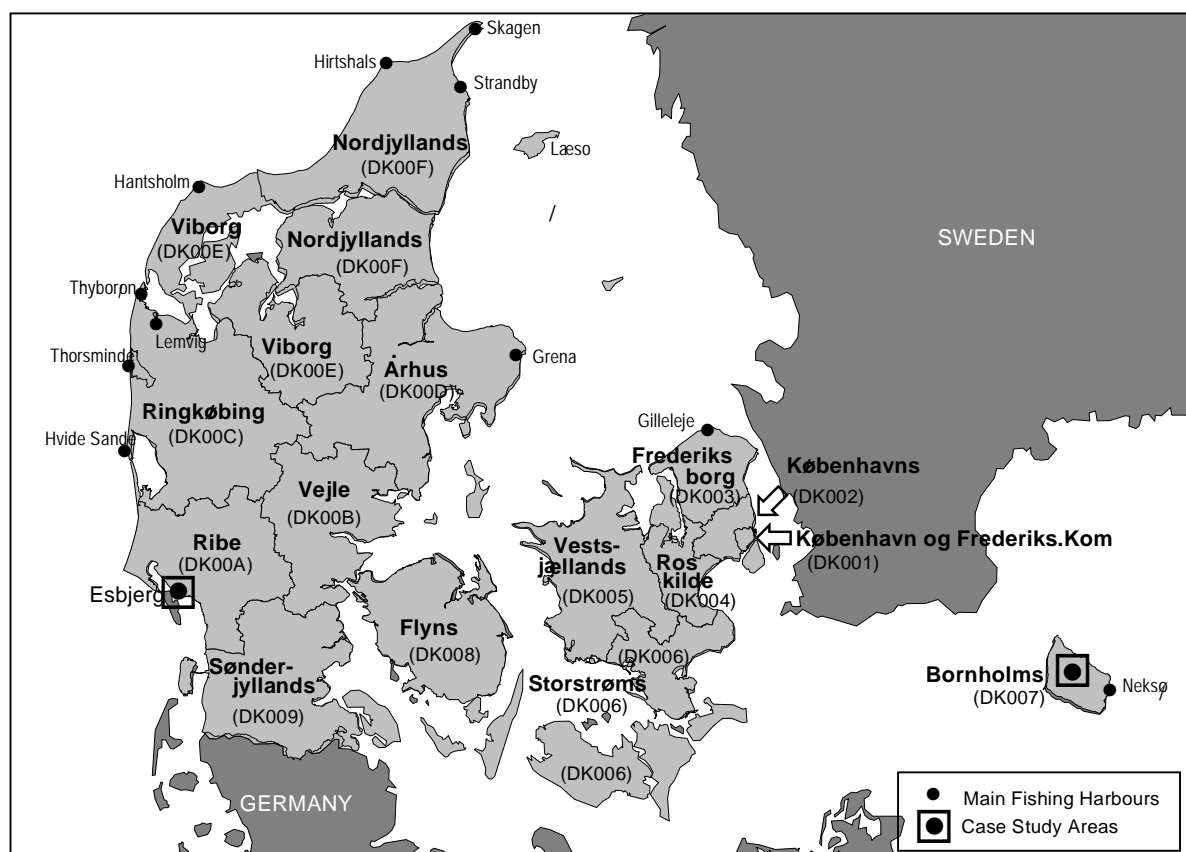 Skagen
Hirtshals
Strandby
Nordjyllands
(DK00F)
Læso
Hantsholm
Viborg
(DK00E)
Nordjyllands
(DK00F)
/
SWEDEN
Thyborøn
Lemvig
Thorsminde
Viborg
(DK00E)
Århus
(DK00D)
Grena
Ringkøbing
(DK00C)
Hvide Sande
Gilleleje
Frederiks
borg
(DK003)
Københavns
(DK002)
København og Frederiks.Kom
(DK001)
Vejle
(DK00B)
Ribe
(DK00A)
Esbjerg
Vests-
jællands
(DK005)
Ros
kilde
(DK004)
Flyns
(DK008)
(DK006)
Storstrøms
(DK006)
(DK006)
Sønder-
jyllands
(DK009)
Bornholms
(DK007)
Neksø
GERMANY
Main Fishing Harbours
Case Study Areas